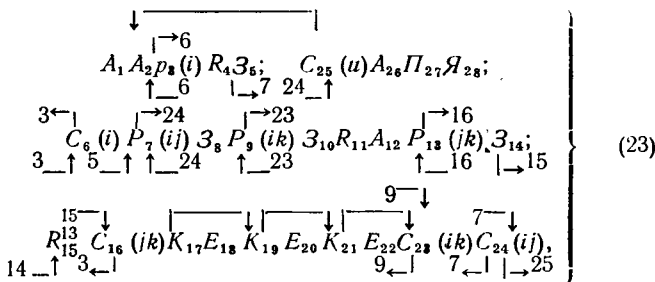 →6
A₁ A₂ p₃ (i) R₄ З₅; C₂₅ (u) A₂₆ П₂₇ Я₂₈;
↑_6 →7 24_↑
3← →24 →23 →16
C₆ (i) P₇ (ij) З₈ P₉ (ik) З₁₀ R₁₁ A₁₂ P₁₃ (jk) З₁₄; (23)
3_↑ 5_↑ ↑_24 ↑_23 ↑_16 →15
9
15 7
R₁₅¹³ C₁₆ (jk) K₁₇ E₁₈ K₁₉ E₂₀ K₂₁ E₂₂ C₂₃ (ik) C₂₄ (ij),
14_↑ 3← 9← 7← →25